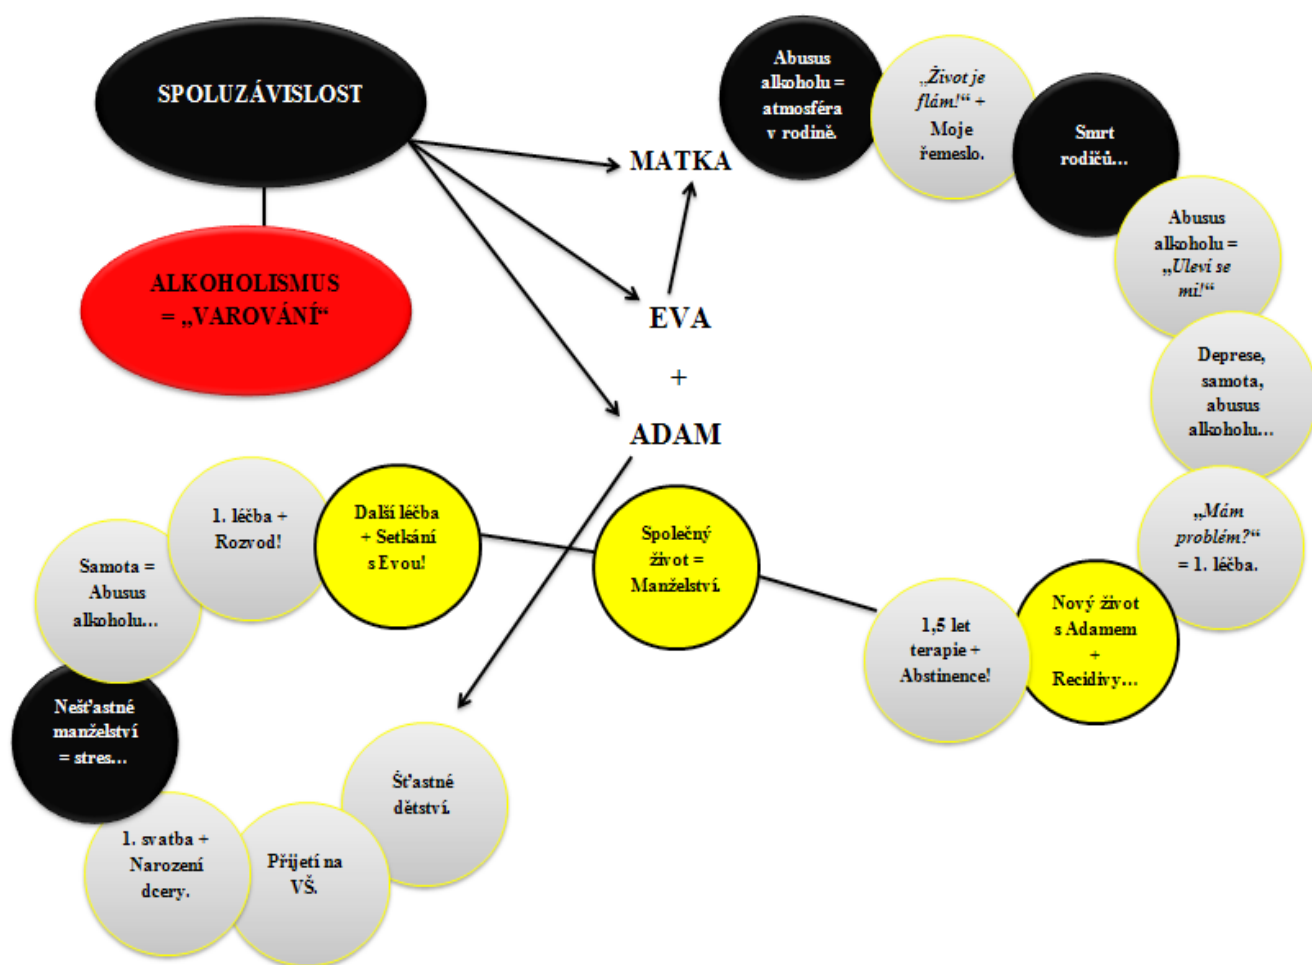 SPOLUZÁVISLOST
ALKOHOLISMUS
= „VAROVÁNÍ“
MATKA
EVA
+
ADAM
Abusus
alkoholu =
atmosféra
v rodině.
„Život je
flám!“ +
Moje
řemeslo.
Smrt
rodičů...
Abusus
alkoholu =
„Uleví se
mi!“
Deprese,
samota,
abusus
alkoholu...
„Mám
problém?“
= 1. léčba.
Nový život
s Adamem
+
Recidivy...
1,5 let
terapie +
Abstinence!
Společný
život =
Manželství.
Další léčba
+ Setkání
s Evou!
1. léčba +
Rozvod!
Samota =
Abusus
alkoholu...
Nešťastné
manželství
= stres...
1. svatba +
Narození
dcery.
Přijetí na
VŠ.
Šťastné
dětství.